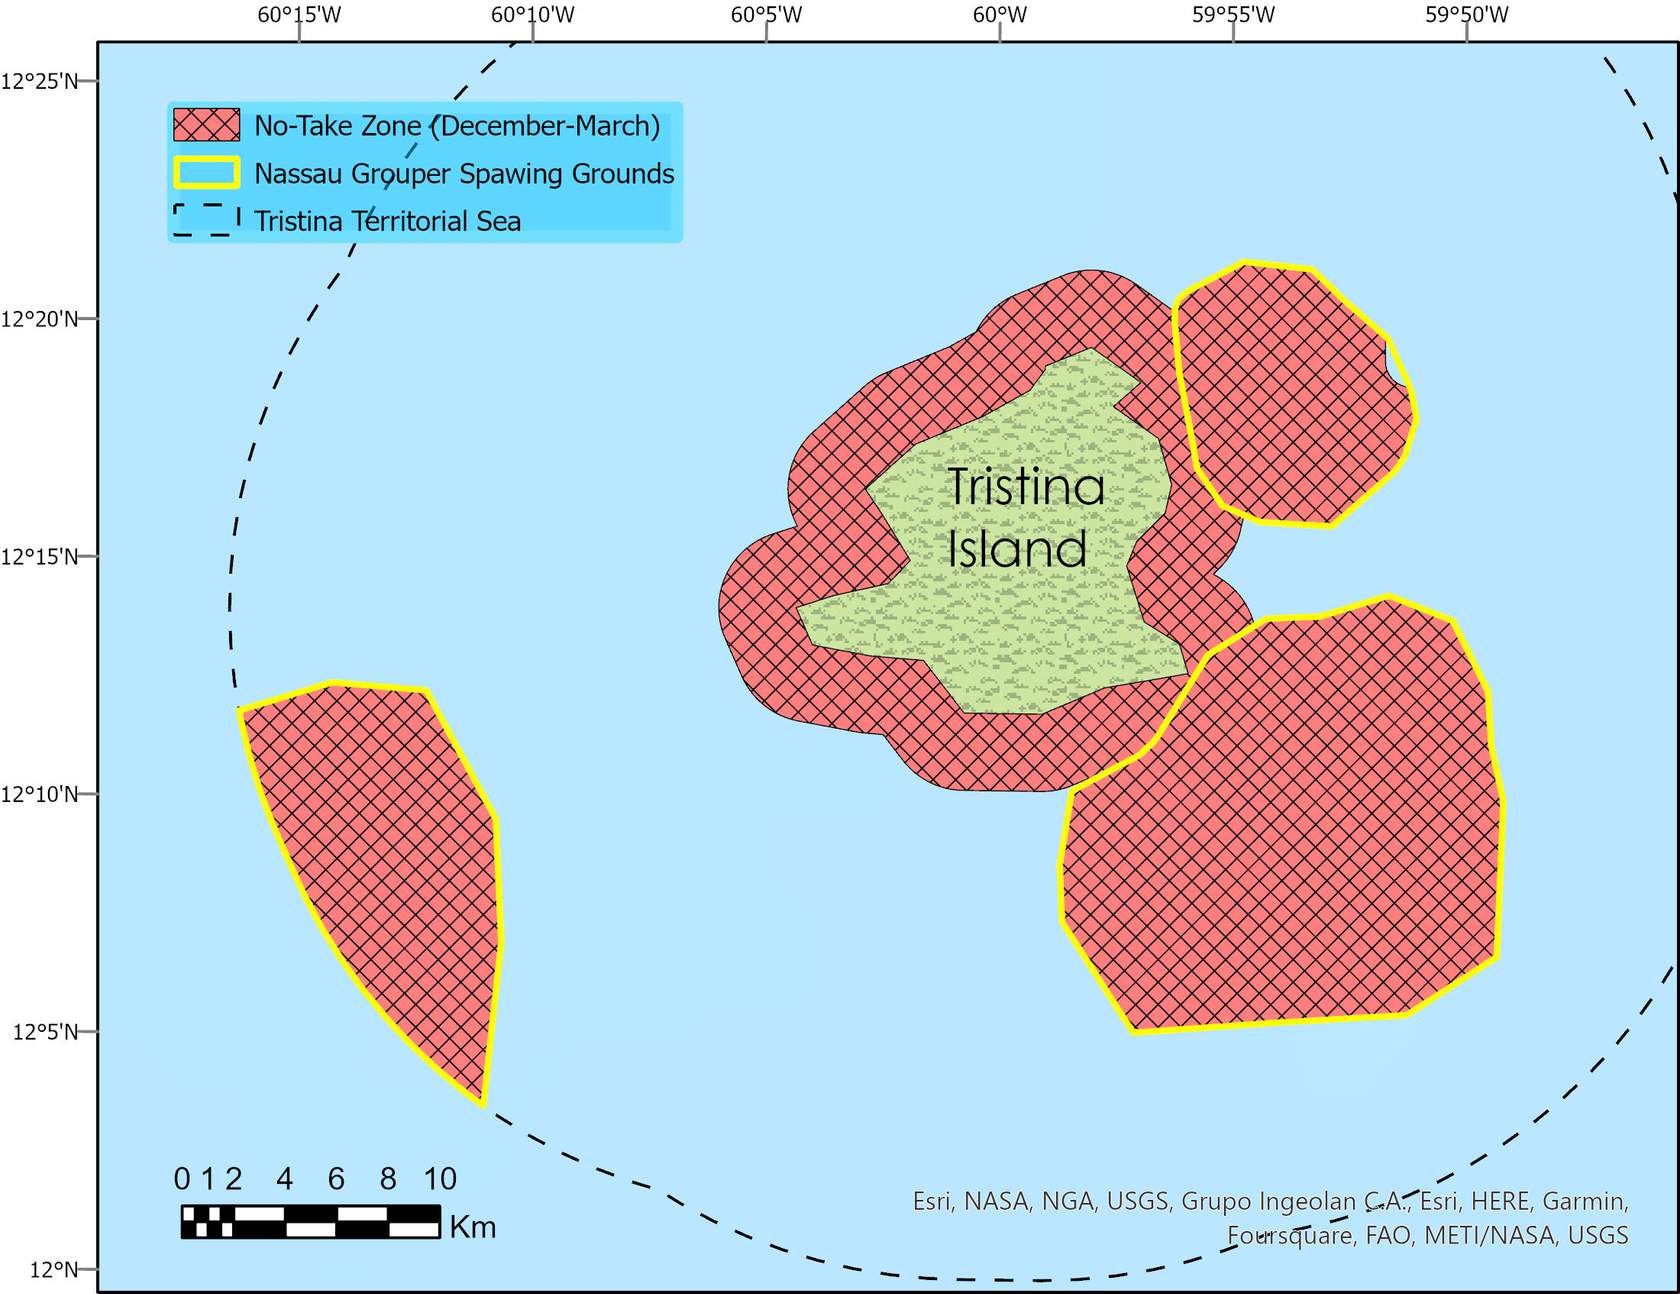 60°15'W 60°10'W 60°5'W 60°W 59°55'W 59°50'W
12°25'N
No-Take Zone (December-March)
Nassau Grouper Spawing Grounds
Tristina Territorial Sea
12°20'N
Tristina
Island
12°15'N
12°10'N
12°5'N
0 1 2 4 6 8 10
Km
Esri, NASA, NGA, USGS, Grupo Ingeolan C.A., Esri, HERE, Garmin,
Foursquare, FAO, METI/NASA, USGS
12°N